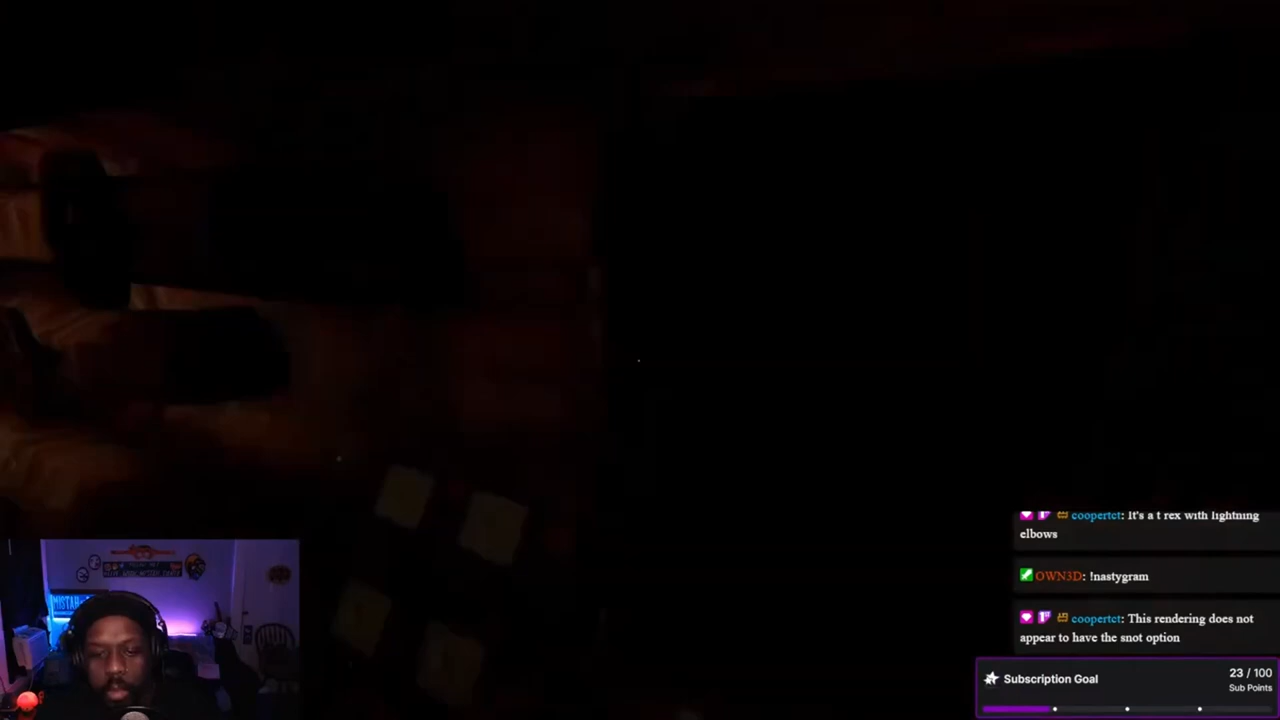 coopertct: It's a t rex with lightning
elbows
OWN3D: !nastygram
coopertct: This rendering does not
appear to have the snot option
Subscription Goal
23 / 100
Sub Points
MISTAH